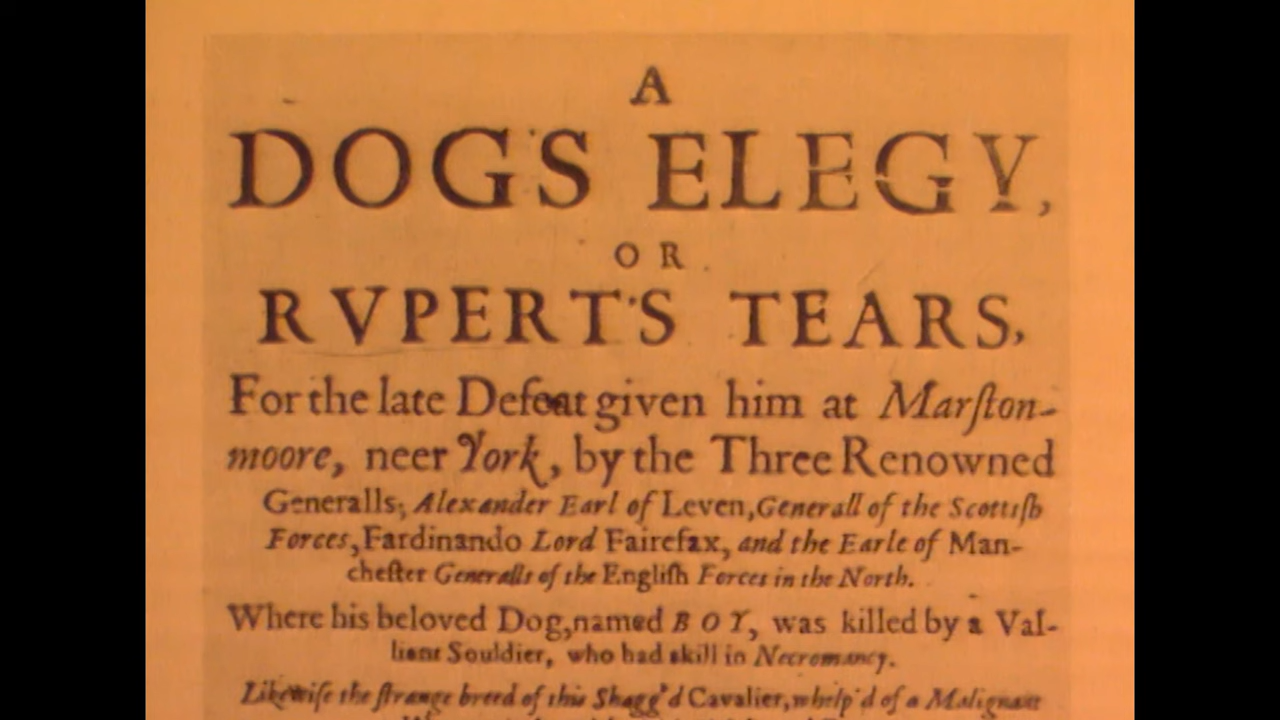 A
DOG'S ELEGY,
OR
RVPERT'S TEARS,
For the late Defeat given him at Marſton-
moore, neer York, by the Three Renowned
Generalls; Alexander Earl of Leven, Generall of the Scottiſh
Forces, Fardinando Lord Fairefax, and the Earle of Man-
cheſter Generalls of the Engliſh Forces in the North.
Where his beloved Dog, named BOY, was killed by a Val-
liant Souldier, who had skill in Necromancy.
Likewiſe the ſtrange breed of this Shagg'd Cavalier, whelp'd of a Malignant